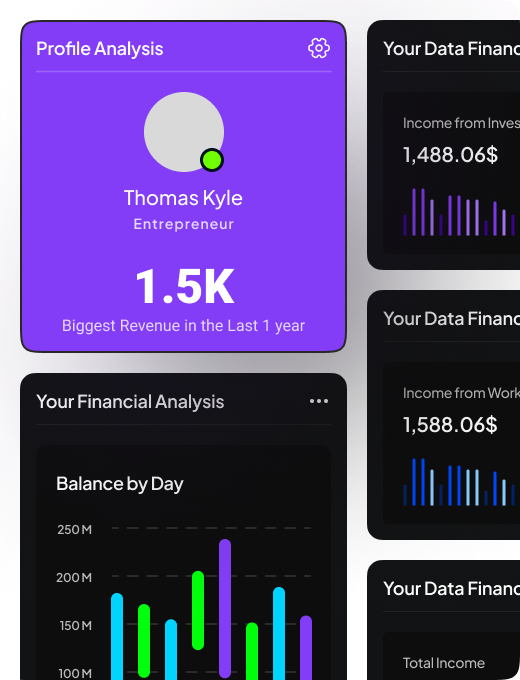 Profile Analysis
Thomas Kyle
Entrepreneur
1.5K
Biggest Revenue in the Last 1 year
Your Financial Analysis
Balance by Day
250 M
200 M
150 M
100 M
Your Data Financ
Income from Inves
1,488.06$
Your Data Financ
Income from Work
1,588.06$
Your Data Financ
Total Income